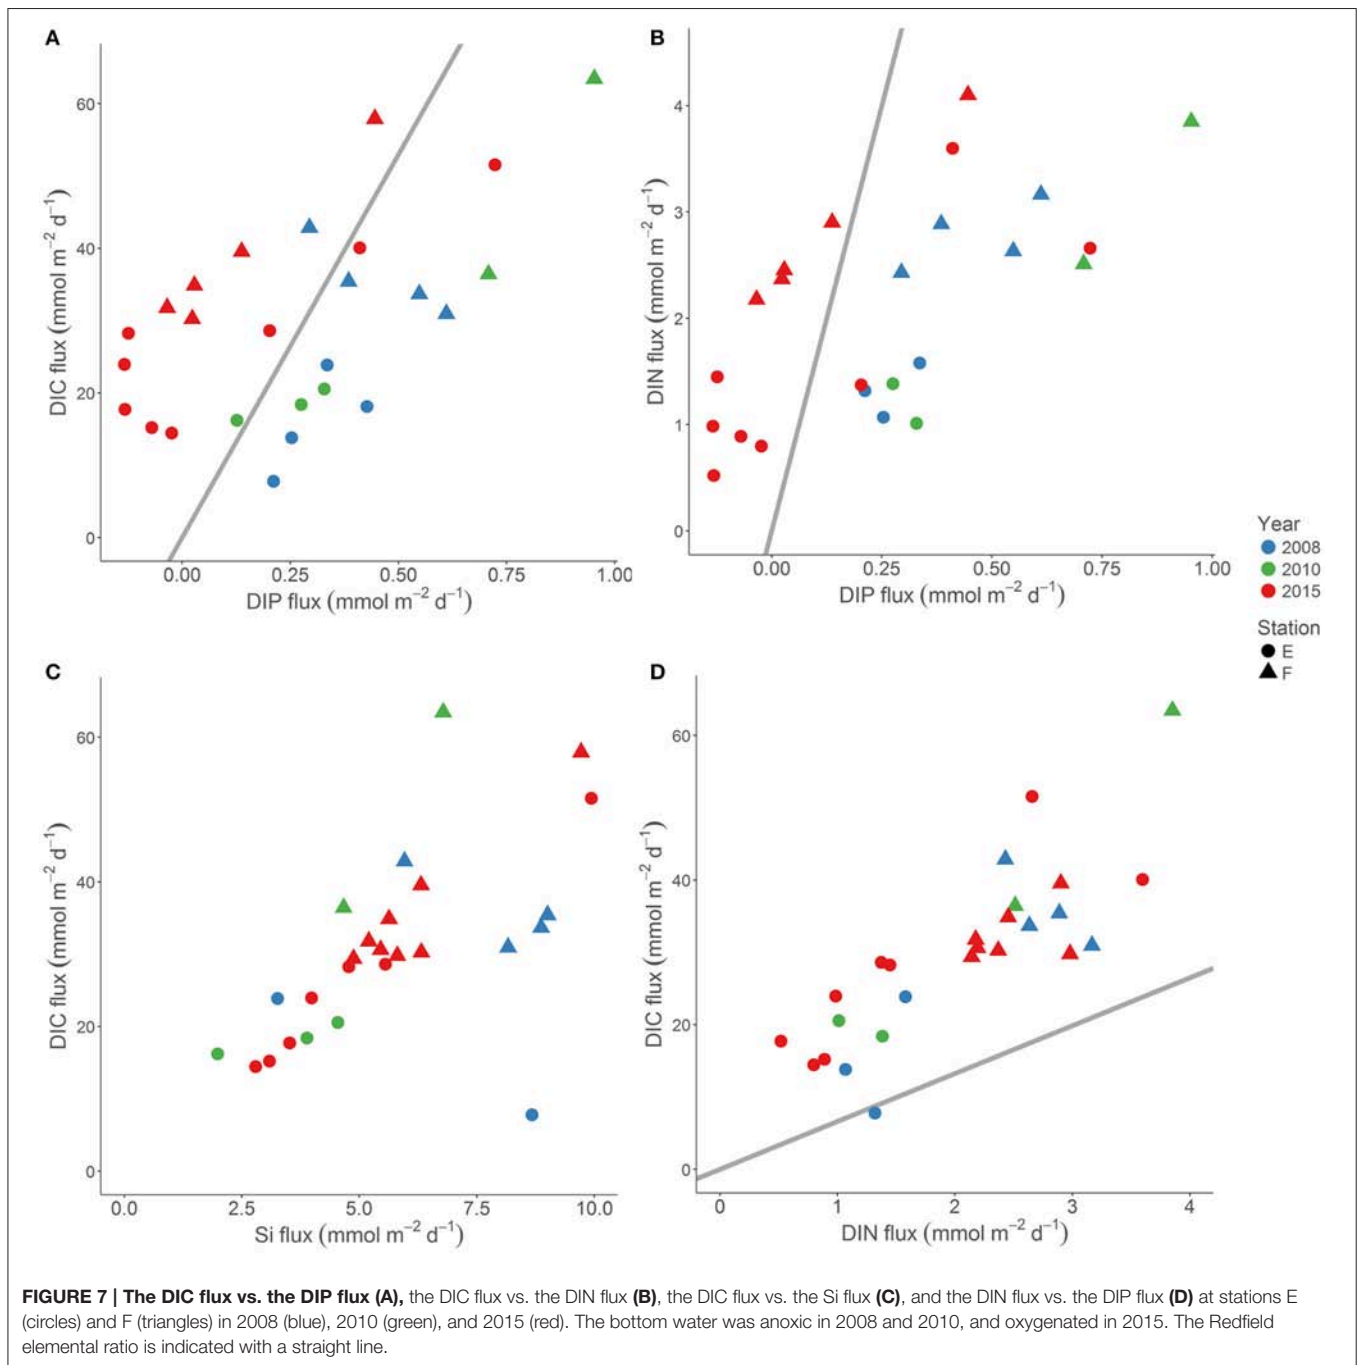 A
60
40
20
0
DIC flux (mmol m⁻² d⁻¹)
0.00 0.25 0.50 0.75 1.00
DIP flux (mmol m⁻² d⁻¹)
B
4
3
2
1
0
DIN flux (mmol m⁻² d⁻¹)
0.00 0.25 0.50 0.75 1.00
DIP flux (mmol m⁻² d⁻¹)
Year
2008
2010
2015
Station
E
F
C
60
40
20
0
DIC flux (mmol m⁻² d⁻¹)
0.0 2.5 5.0 7.5 10.0
Si flux (mmol m⁻² d⁻¹)
D
60
40
20
0
DIC flux (mmol m⁻² d⁻¹)
0 1 2 3 4
DIN flux (mmol m⁻² d⁻¹)
FIGURE 7 | The DIC flux vs. the DIP flux (A), the DIC flux vs. the DIN flux (B), the DIC flux vs. the Si flux (C), and the DIN flux vs. the DIP flux (D) at stations E
(circles) and F (triangles) in 2008 (blue), 2010 (green), and 2015 (red). The bottom water was anoxic in 2008 and 2010, and oxygenated in 2015. The Redfield
elemental ratio is indicated with a straight line.